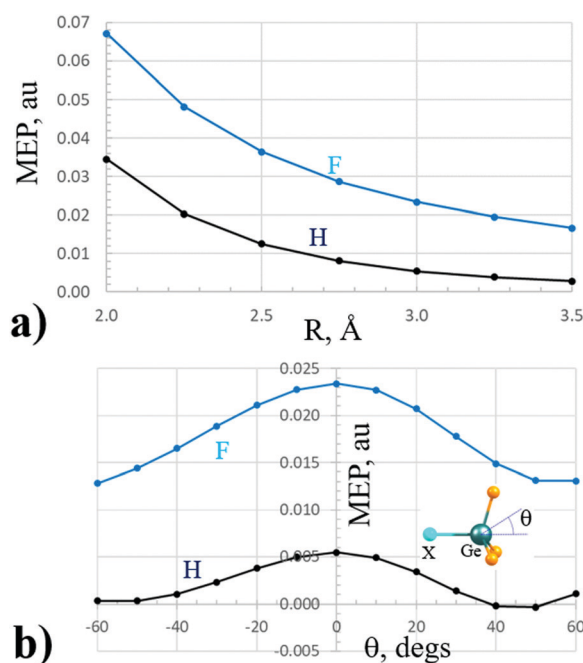 0.07
0.06
0.05
0.04
0.03
0.02
0.01
0.00
MEP, au
F
H
2.0 2.5 3.0 3.5
a) R, Å
0.025
0.020
0.015
0.010
0.005
0.000
-0.005
MEP, au
F
H
X Ge θ
-60 -40 -20 0 20 40 60
b) θ, degs